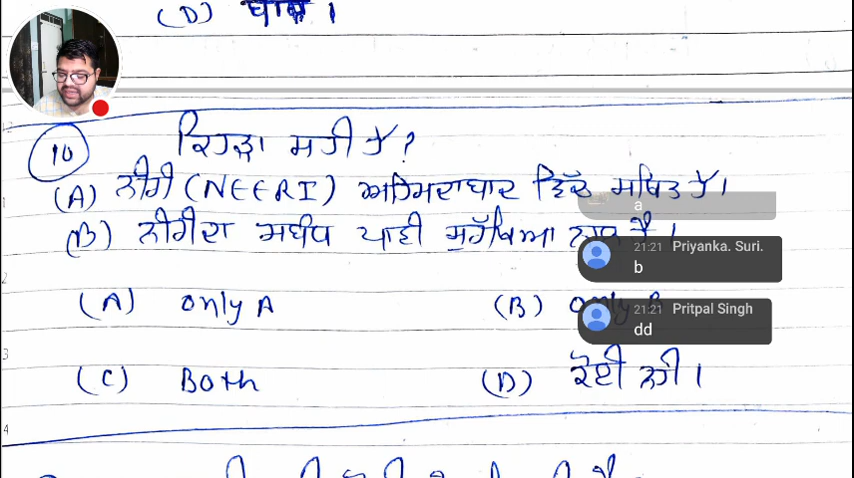 (D) ਘਾਬ ।
10 ਕਿਹੜਾ ਸਹੀ ਹੈ?
(A) ਨੀਰੀ (NEERI) ਅਹਿਮਦਾਬਾਦ ਵਿੱਚ ਸਥਿਤ ਹੈ।
a
(B) ਨੀਰੀ ਦਾ ਸਬੰਧ ਪਾਣੀ ਸੁਰੱਖਿਆ ਨਾਲ ਹੈ।
21:21 Priyanka. Suri.
b
(A) only A (B)
21:21 Pritpal Singh
dd
(C) Both (D) ਕੋਈ ਨਹੀ ।